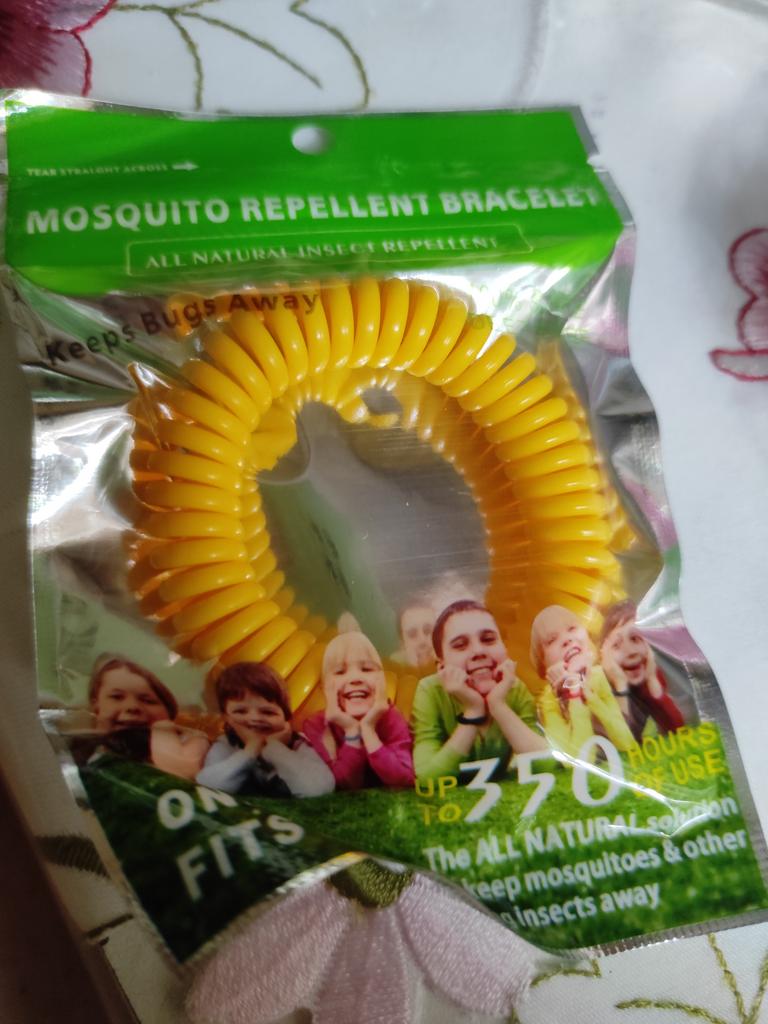 TEAR STRAIGHT ACROSS
MOSQUITO REPELLENT BRACELET
ALL NATURAL INSECT REPELLENT
Keeps Bugs Away
UP TO 350 HOURS OF USE
FITS
The ALL NATURAL solution
keep mosquitoes & other
insects away